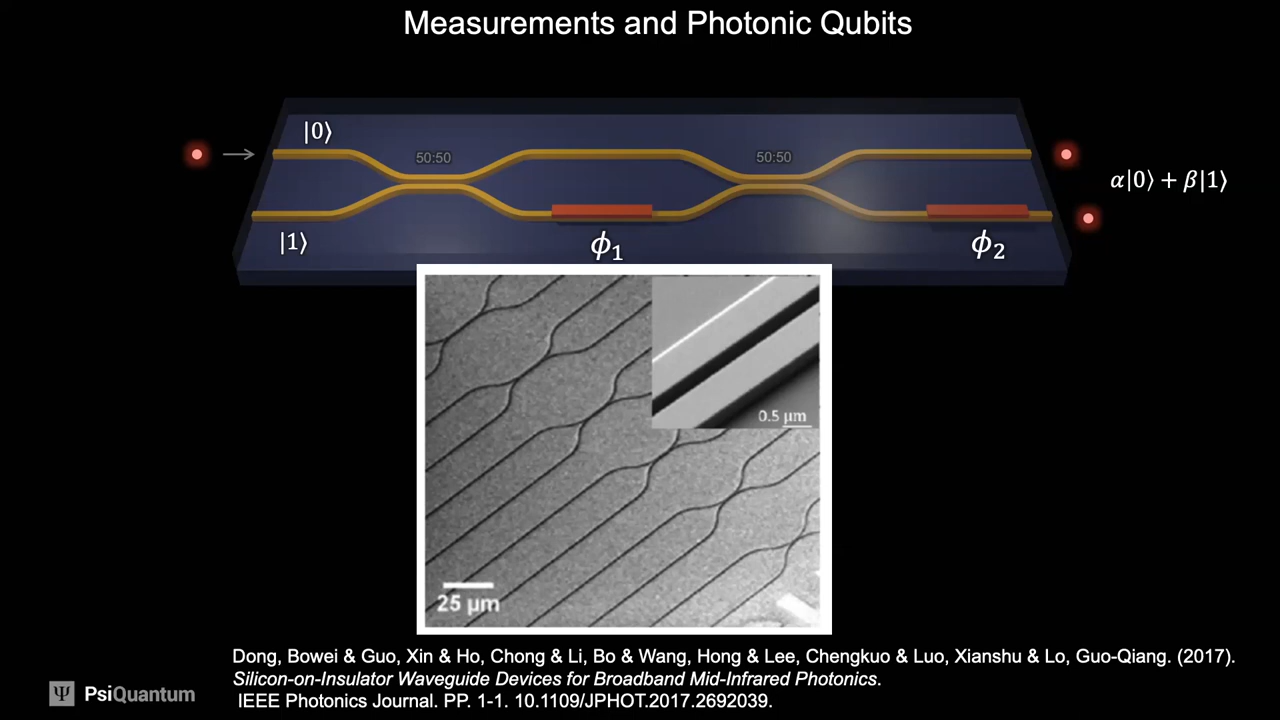 Measurements and Photonic Qubits
|0⟩
50:50
50:50
α|0⟩ + β|1⟩
|1⟩
ϕ₁
ϕ₂
0.5 µm
25 µm
Dong, Bowei & Guo, Xin & Ho, Chong & Li, Bo & Wang, Hong & Lee, Chengkuo & Luo, Xianshu & Lo, Guo-Qiang. (2017).
Silicon-on-Insulator Waveguide Devices for Broadband Mid-Infrared Photonics.
IEEE Photonics Journal. PP. 1-1. 10.1109/JPHOT.2017.2692039.
Ψ PsiQuantum